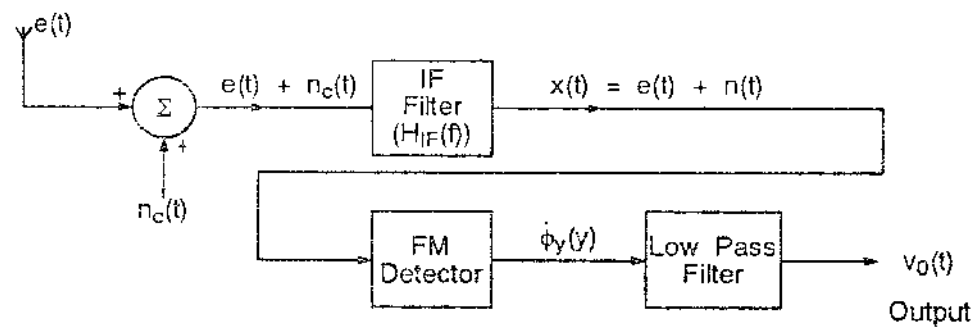 e(t)
+
Σ
+
n_c(t)
e(t) + n_c(t)
IF
Filter
(H_IF(f))
x(t) = e(t) + n(t)
FM
Detector
φ̇_y(y)
Low Pass
Filter
v_0(t)
Output